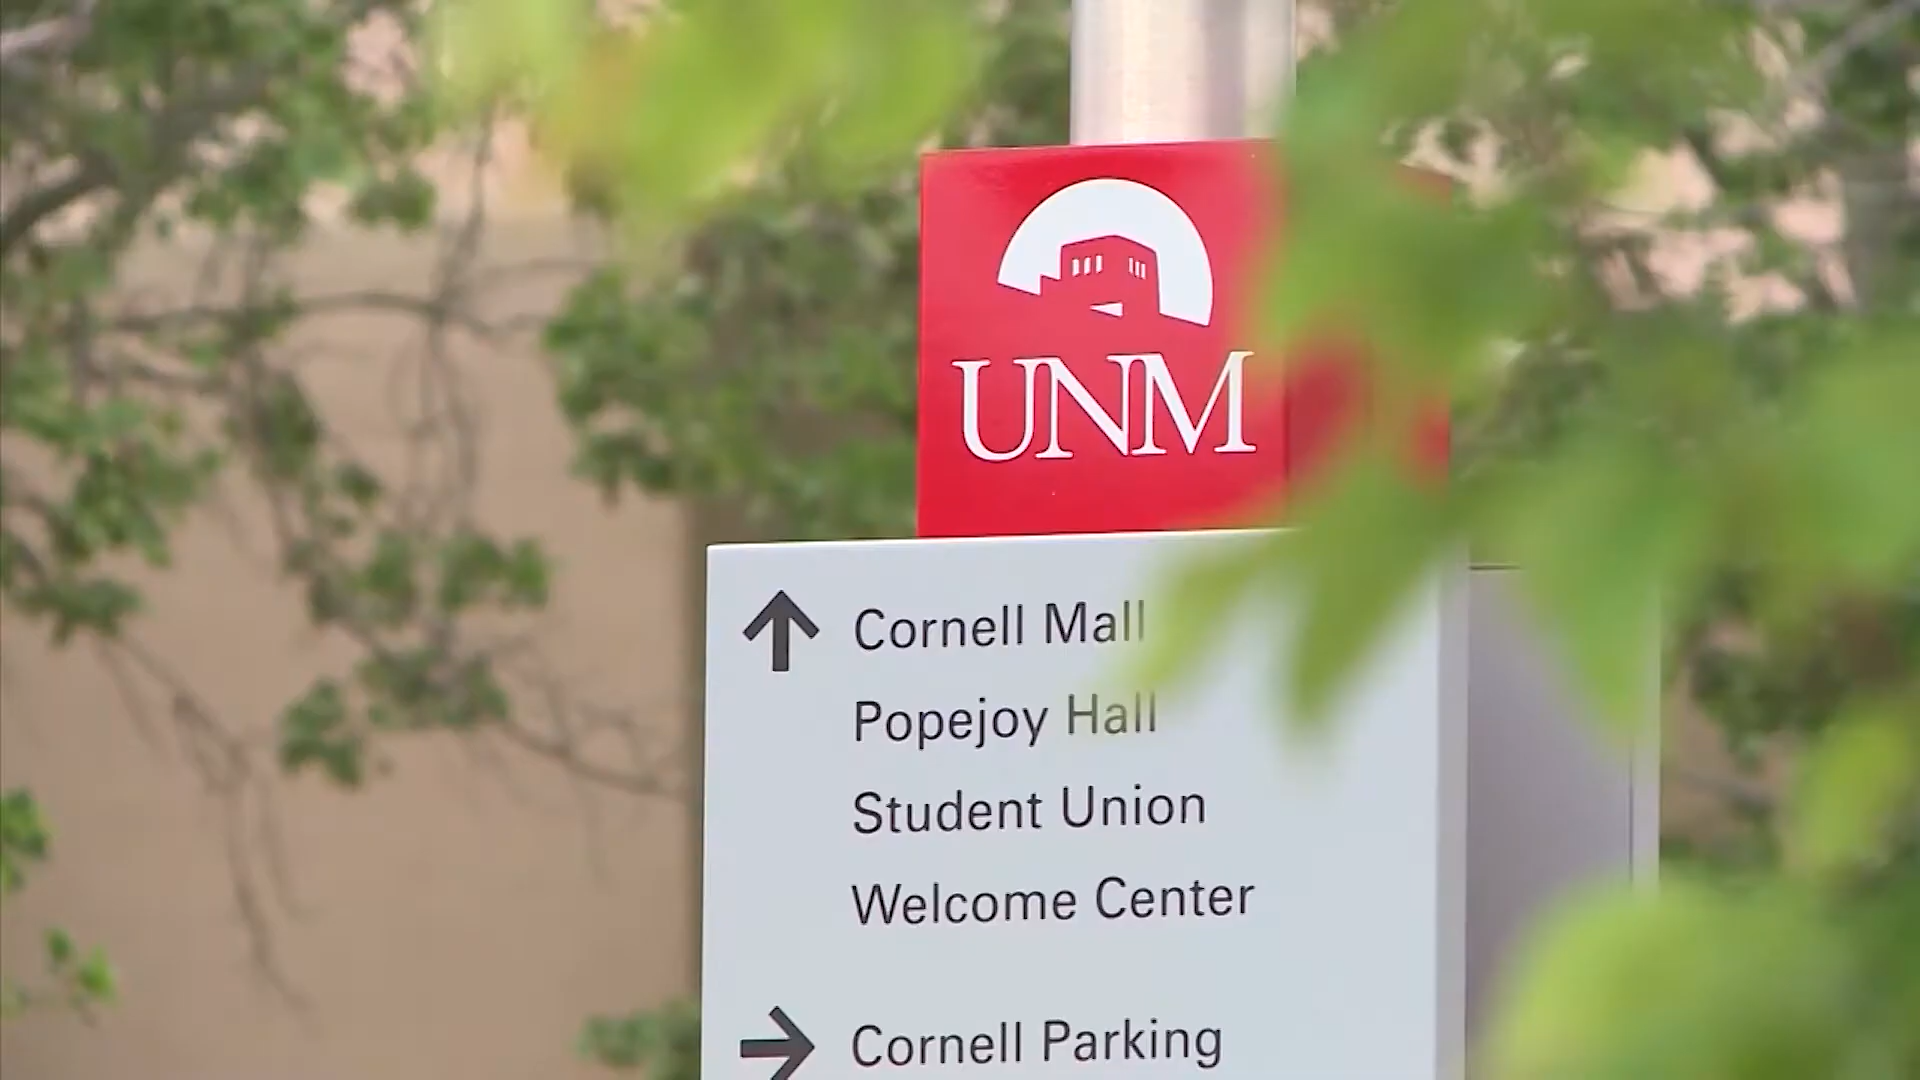 UNM
Cornell Mall
Popejoy Hall
Student Union
Welcome Center
Cornell Parking